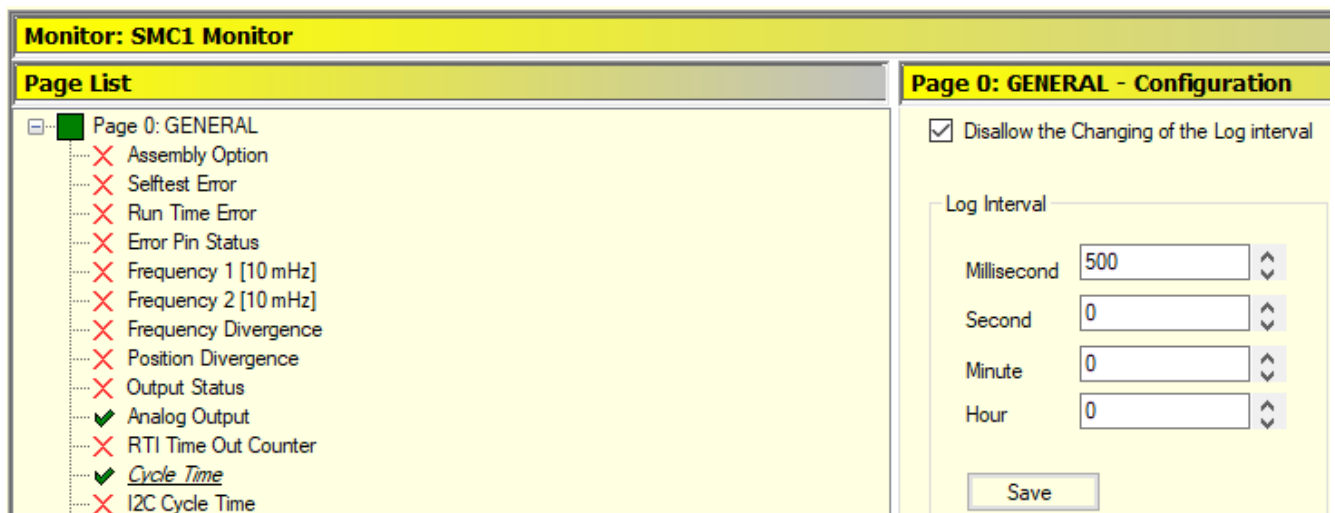 Monitor: SMC1 Monitor
Page List
Page 0: GENERAL
Assembly Option
Selftest Error
Run Time Error
Error Pin Status
Frequency 1 [10 mHz]
Frequency 2 [10 mHz]
Frequency Divergence
Position Divergence
Output Status
Analog Output
RTI Time Out Counter
Cycle Time
I2C Cycle Time
Page 0: GENERAL - Configuration
Disallow the Changing of the Log interval
Log Interval
Millisecond 500
Second 0
Minute 0
Hour 0
Save